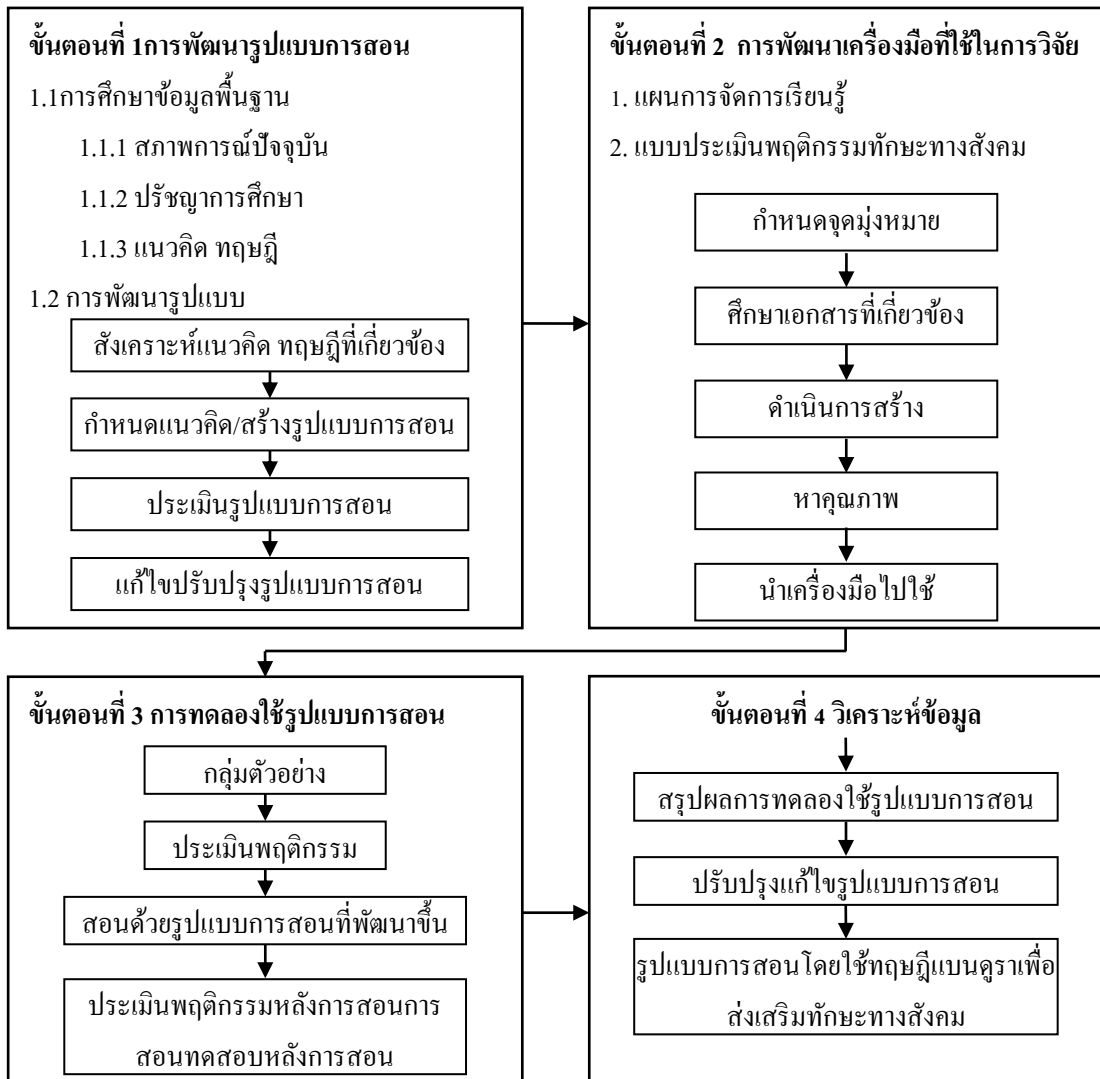 ขั้นตอนที่ 1การพัฒนารูปแบบการสอน
1.1การศึกษาข้อมูลพื้นฐาน
1.1.1 สภาพการณ์ปัจจุบัน
1.1.2 ปรัชญาการศึกษา
1.1.3 แนวคิด ทฤษฎี
1.2 การพัฒนารูปแบบ
สังเคราะห์แนวคิด ทฤษฎีที่เกี่ยวข้อง
กำหนดแนวคิด/สร้างรูปแบบการสอน
ประเมินรูปแบบการสอน
แก้ไขปรับปรุงรูปแบบการสอน
ขั้นตอนที่ 2 การพัฒนาเครื่องมือที่ใช้ในการวิจัย
1. แผนการจัดการเรียนรู้
2. แบบประเมินพฤติกรรมทักษะทางสังคม
กำหนดจุดมุ่งหมาย
ศึกษาเอกสารที่เกี่ยวข้อง
ดำเนินการสร้าง
หาคุณภาพ
นำเครื่องมือไปใช้
ขั้นตอนที่ 3 การทดลองใช้รูปแบบการสอน
กลุ่มตัวอย่าง
ประเมินพฤติกรรม
สอนด้วยรูปแบบการสอนที่พัฒนาขึ้น
ประเมินพฤติกรรมหลังการสอนการ
สอนทดสอบหลังการสอน
ขั้นตอนที่ 4 วิเคราะห์ข้อมูล
สรุปผลการทดลองใช้รูปแบบการสอน
ปรับปรุงแก้ไขรูปแบบการสอน
รูปแบบการสอนโดยใช้ทฤษฎีแบนดูราเพื่อ
ส่งเสริมทักษะทางสังคม